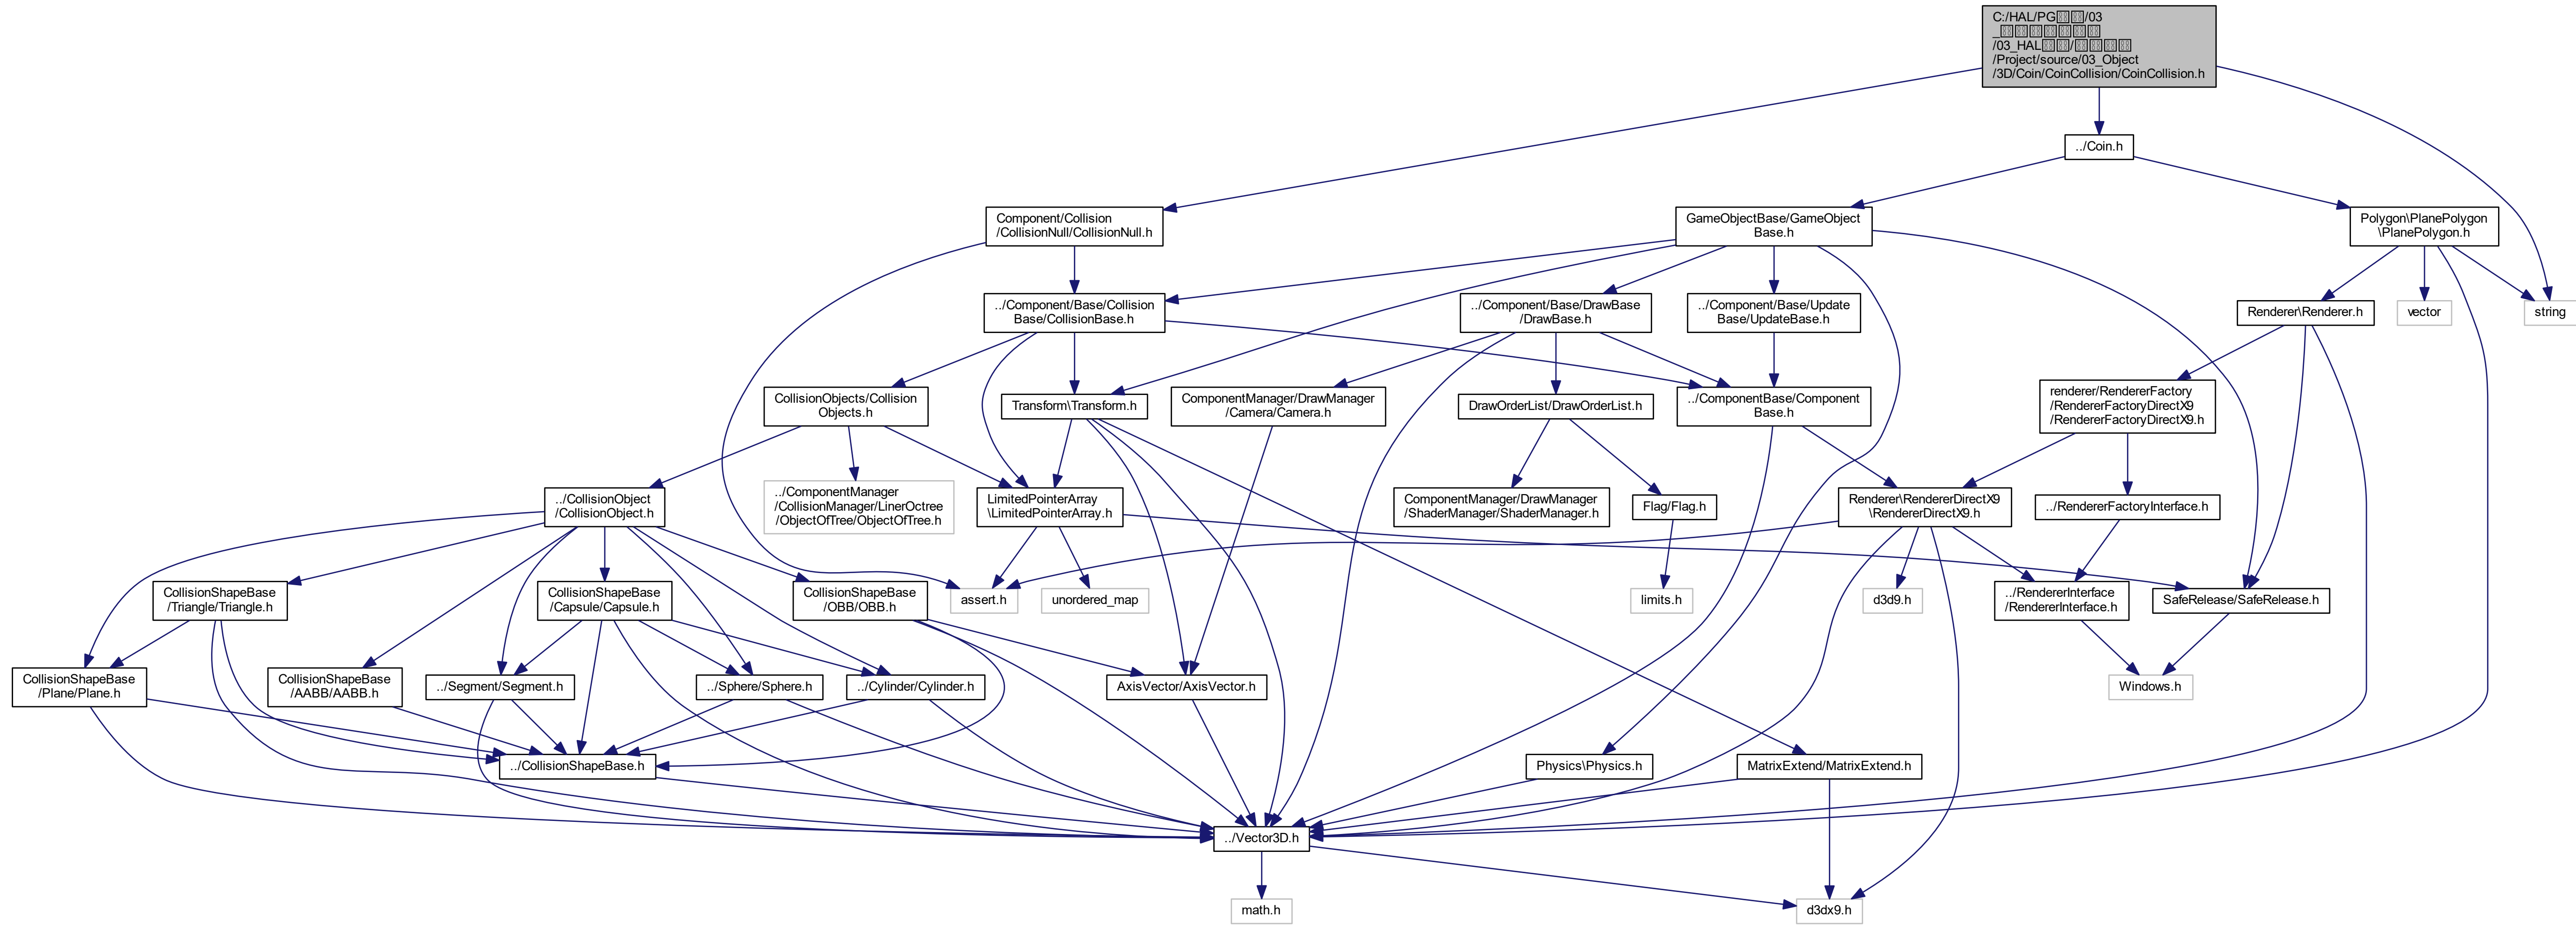 C:/HAL/PG/03
_
/03_HAL/
/Project/source/03_Object
/3D/Coin/CoinCollision/CoinCollision.h
../Coin.h
Component/Collision
/CollisionNull/CollisionNull.h
GameObjectBase/GameObject
Base.h
Polygon\PlanePolygon
\PlanePolygon.h
../Component/Base/Collision
Base/CollisionBase.h
../Component/Base/DrawBase
/DrawBase.h
../Component/Base/Update
Base/UpdateBase.h
Renderer\Renderer.h
vector
string
CollisionObjects/Collision
Objects.h
Transform\Transform.h
ComponentManager/DrawManager
/Camera/Camera.h
DrawOrderList/DrawOrderList.h
../ComponentBase/Component
Base.h
renderer/RendererFactory
/RendererFactoryDirectX9
/RendererFactoryDirectX9.h
../CollisionObject
/CollisionObject.h
../ComponentManager
/CollisionManager/LinerOctree
/ObjectOfTree/ObjectOfTree.h
LimitedPointerArray
\LimitedPointerArray.h
ComponentManager/DrawManager
/ShaderManager/ShaderManager.h
Flag/Flag.h
Renderer\RendererDirectX9
\RendererDirectX9.h
../RendererFactoryInterface.h
CollisionShapeBase
/Triangle/Triangle.h
CollisionShapeBase
/Capsule/Capsule.h
CollisionShapeBase
/OBB/OBB.h
assert.h
unordered_map
limits.h
d3d9.h
../RendererInterface
/RendererInterface.h
SafeRelease/SafeRelease.h
CollisionShapeBase
/Plane/Plane.h
CollisionShapeBase
/AABB/AABB.h
../Segment/Segment.h
../Sphere/Sphere.h
../Cylinder/Cylinder.h
AxisVector/AxisVector.h
Windows.h
../CollisionShapeBase.h
Physics\Physics.h
MatrixExtend/MatrixExtend.h
../Vector3D.h
math.h
d3dx9.h